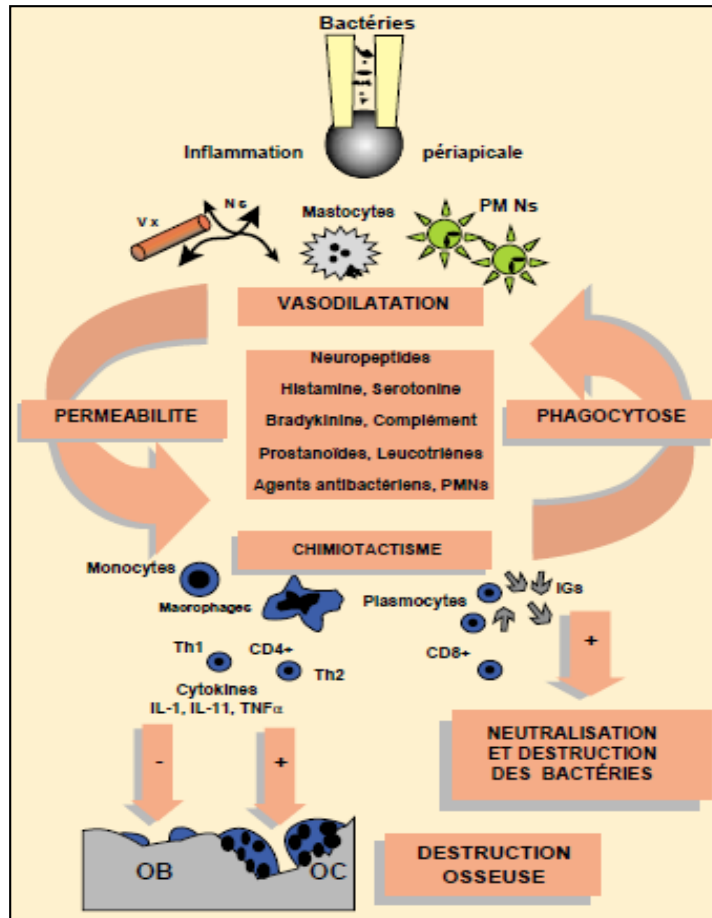 Bactéries
Inflammation périapicale
Vx
Ns
Mastocytes
PM Ns
VASODILATATION
Neuropeptides
Histamine, Serotonine
PERMEABILITE
Bradykinine, Complément
PHAGOCYTOSE
Prostanoïdes, Leucotriènes
Agents antibactériens, PMNs
CHIMIOTACTISME
Monocytes
Macrophages
Plasmocytes
IGs
Th1
CD4+
Th2
CD8+
+
Cytokines
IL-1, IL-11, TNFα
-
+
NEUTRALISATION
ET DESTRUCTION
DES BACTÉRIES
OB
OC
DESTRUCTION
OSSEUSE